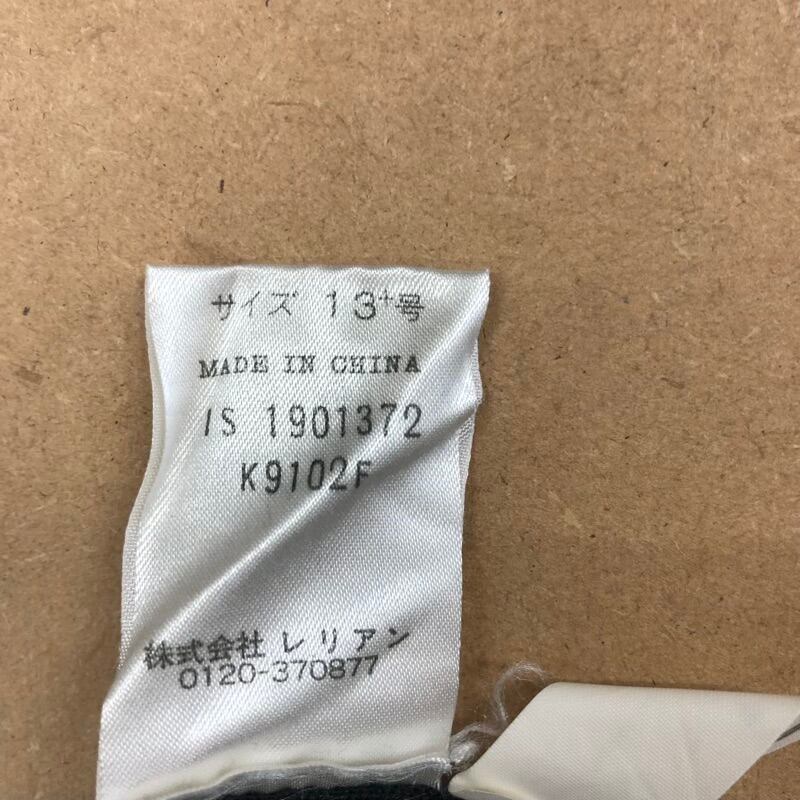 サイズ 13⁺号
MADE IN CHINA
IS 1901372
K9102F
株式会社 レリアン
0120-370877